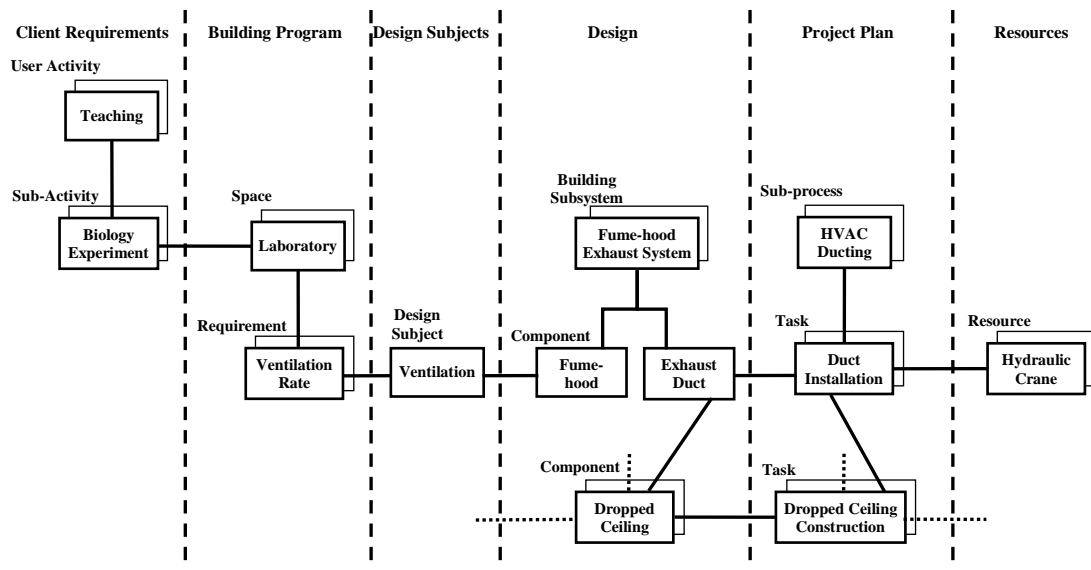 Client Requirements
Building Program
Design Subjects
Design
Project Plan
Resources
User Activity
Teaching
Sub-Activity
Biology
Experiment
Space
Laboratory
Building
Subsystem
Fume-hood
Exhaust System
Sub-process
HVAC
Ducting
Requirement
Ventilation
Rate
Design
Subject
Ventilation
Component
Fume-
hood
Exhaust
Duct
Task
Duct
Installation
Resource
Hydraulic
Crane
Component
Dropped
Ceiling
Task
Dropped Ceiling
Construction